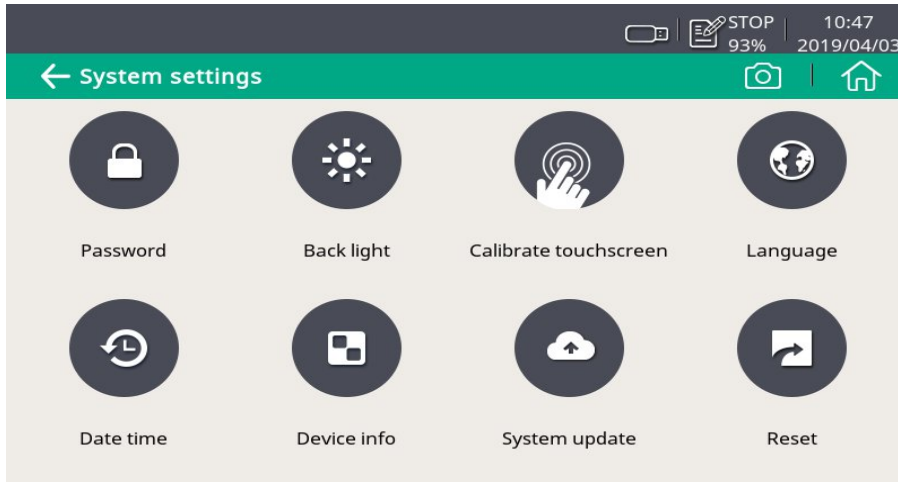 STOP 10:47
93% 2019/04/03
System settings
Password Back light Calibrate touchscreen Language
Date time Device info System update Reset